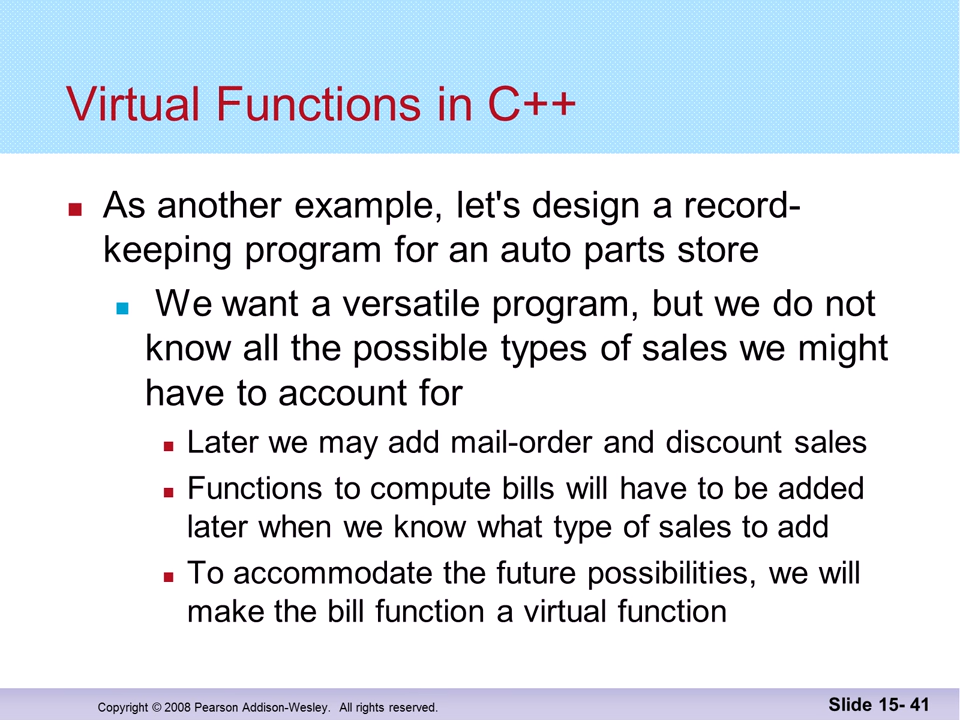 Virtual Functions in C++
As another example, let's design a record-
keeping program for an auto parts store
We want a versatile program, but we do not
know all the possible types of sales we might
have to account for
Later we may add mail-order and discount sales
Functions to compute bills will have to be added
later when we know what type of sales to add
To accommodate the future possibilities, we will
make the bill function a virtual function
Copyright © 2008 Pearson Addison-Wesley. All rights reserved.
Slide 15- 41